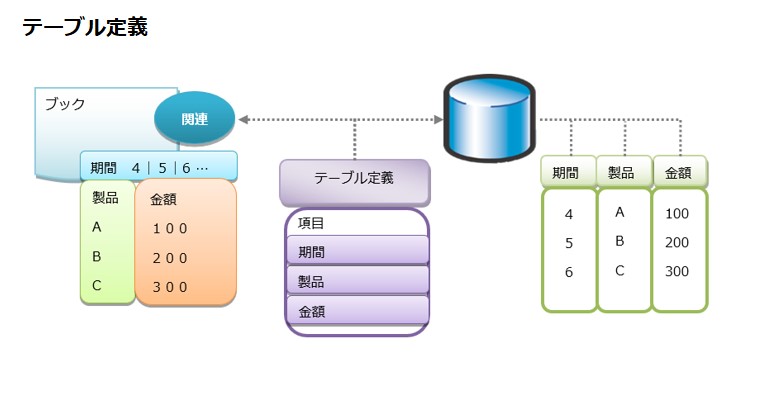 テーブル定義
ブック
関連
期間 4 | 5 | 6 …
製品 金額
A 100
B 200
C 300
テーブル定義
項目
期間
製品
金額
期間 製品 金額
4 A 100
5 B 200
6 C 300